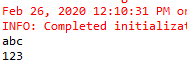 Feb 26, 2020 12:10:31 PM or
INFO: Completed initializat
abc
123